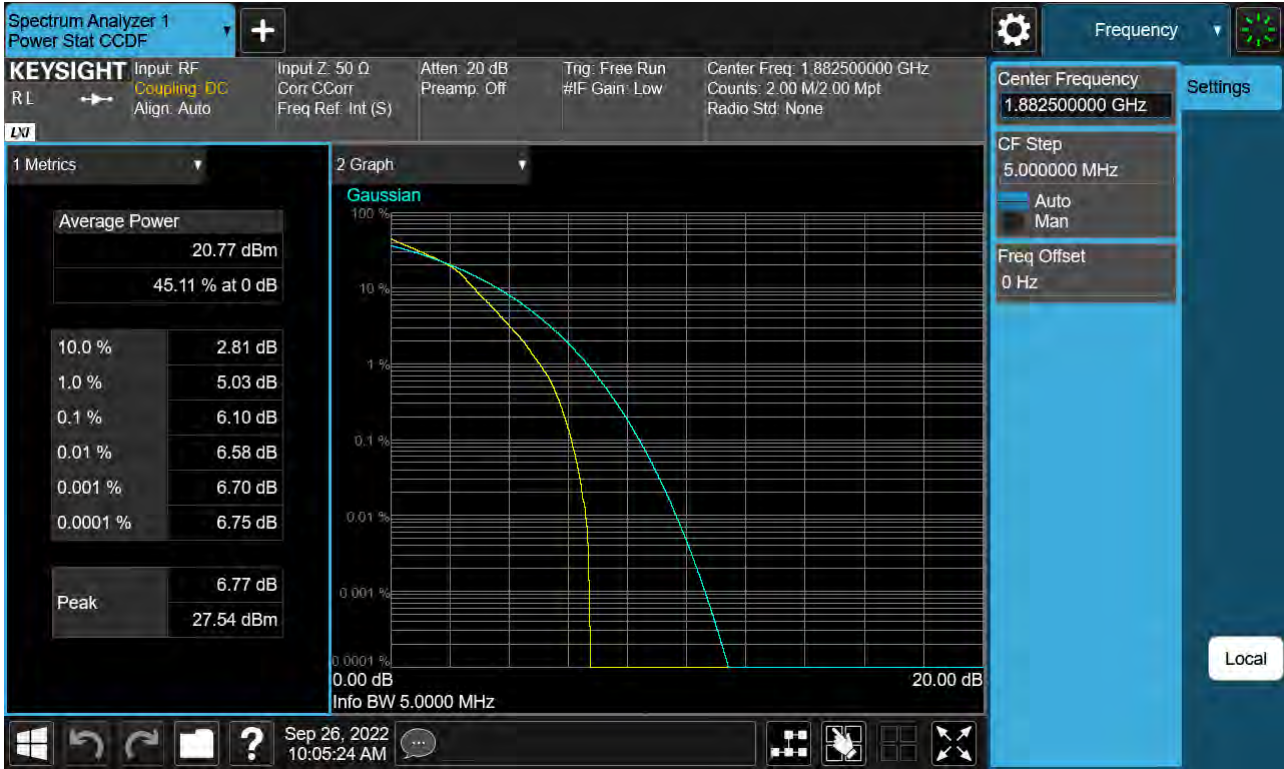 Spectrum Analyzer 1
Power Stat CCDF
+
Frequency
KEYSIGHT
RL
LXI
Input: RF
Coupling: DC
Align: Auto
Input Z: 50 Ω
Corr CCorr
Freq Ref: Int (S)
Atten: 20 dB
Preamp: Off
Trig: Free Run
#IF Gain: Low
Center Freq: 1.882500000 GHz
Counts: 2.00 M/2.00 Mpt
Radio Std: None
1 Metrics
Average Power
20.77 dBm
45.11 % at 0 dB
10.0 % 2.81 dB
1.0 % 5.03 dB
0.1 % 6.10 dB
0.01 % 6.58 dB
0.001 % 6.70 dB
0.0001 % 6.75 dB
Peak 6.77 dB
27.54 dBm
2 Graph
Gaussian
100 %
10 %
1 %
0.1 %
0.01 %
0.001 %
0.0001 %
0.00 dB 20.00 dB
Info BW 5.0000 MHz
Center Frequency
1.882500000 GHz
CF Step
5.000000 MHz
Auto
Man
Freq Offset
0 Hz
Settings
Local
?
Sep 26, 2022
10:05:24 AM